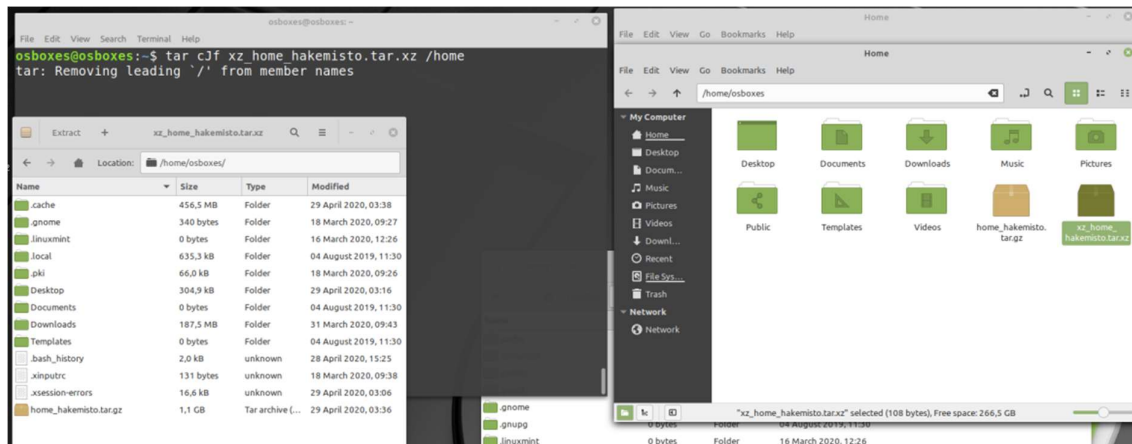 osboxes@osboxes: ~
File Edit View Search Terminal Help
osboxes@osboxes:~$ tar cJf xz_home_hakemisto.tar.xz /home
tar: Removing leading `/' from member names
Extract + xz_home_hakemisto.tar.xz
Location: /home/osboxes/
Name Size Type Modified
.cache 456,5 MB Folder 29 April 2020, 03:38
.gnome 340 bytes Folder 18 March 2020, 09:27
.linuxmint 0 bytes Folder 16 March 2020, 12:26
.local 635,3 kB Folder 04 August 2019, 11:30
.pki 66,0 kB Folder 18 March 2020, 09:26
Desktop 304,9 kB Folder 29 April 2020, 03:16
Documents 0 bytes Folder 04 August 2019, 11:30
Downloads 187,5 MB Folder 31 March 2020, 09:43
Templates 0 bytes Folder 04 August 2019, 11:30
.bash_history 2,0 kB unknown 28 April 2020, 15:25
.xinputrc 131 bytes unknown 18 March 2020, 09:38
.xsession-errors 16,6 kB unknown 29 April 2020, 03:06
home_hakemisto.tar.gz 1,1 GB Tar archive (... 29 April 2020, 03:36
Home
File Edit View Go Bookmarks Help
Home
File Edit View Go Bookmarks Help
/home/osboxes
My Computer
Home
Desktop
Docum...
Music
Pictures
Videos
Downl...
Recent
File Sys...
Trash
Network
Network
Desktop Documents Downloads Music Pictures
Public Templates Videos home_hakemisto. xz_home_
tar.gz hakemisto.tar.xz
"xz_home_hakemisto.tar.xz" selected (108 bytes), Free space: 266,5 GB
.gnome
.gnupg 0 bytes Folder 04 August 2019, 11:30
.linuxmint 0 bytes Folder 16 March 2020, 12:26